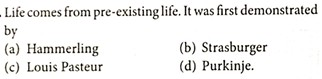 . Life comes from pre-existing life. It was first demonstrated
by
(a) Hammerling (b) Strasburger
(c) Louis Pasteur (d) Purkinje.